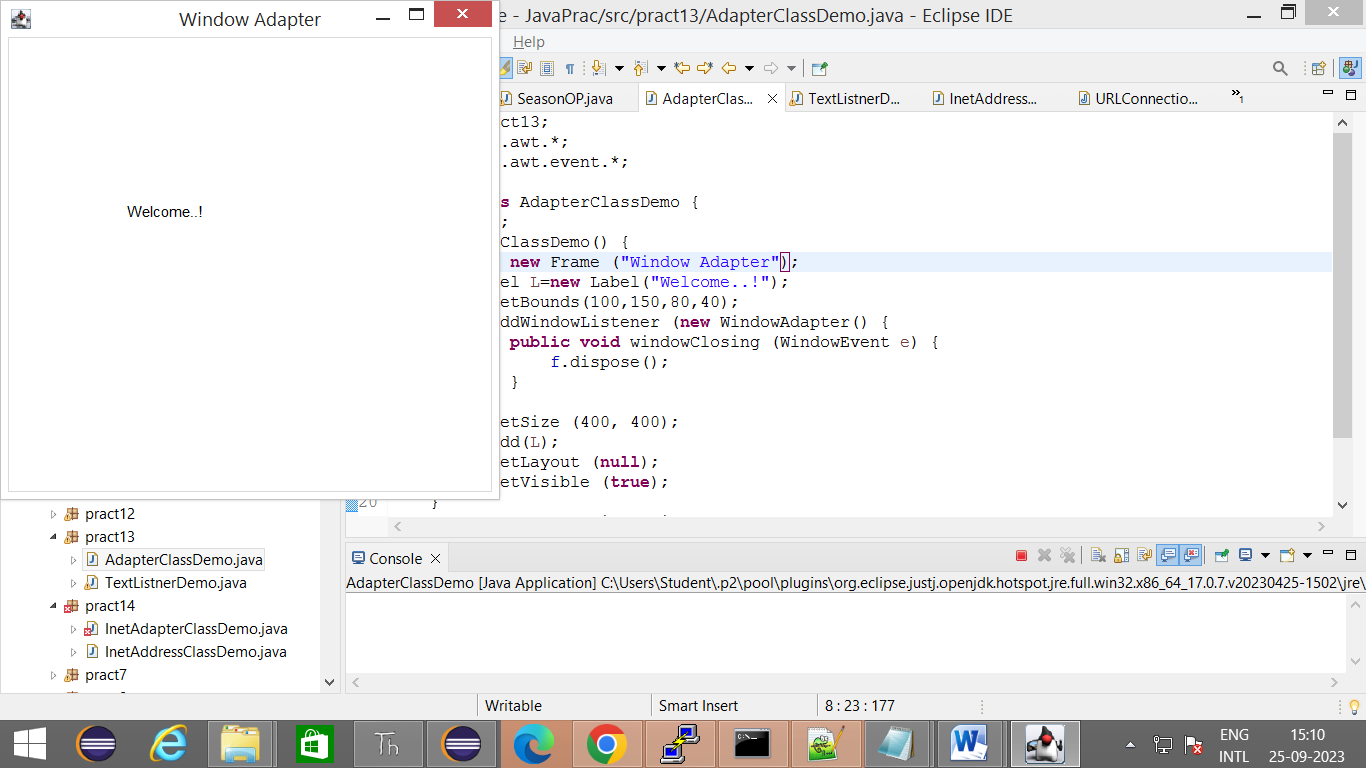 Window Adapter
e - JavaPrac/src/pract13/AdapterClassDemo.java - Eclipse IDE
Help
SeasonOP.java
AdapterClas...
TextListnerD...
InetAddress...
URLConnectio...
»1
ct13;
.awt.*;
.awt.event.*;
s AdapterClassDemo {
;
ClassDemo() {
new Frame ("Window Adapter");
el L=new Label("Welcome..!");
etBounds(100,150,80,40);
ddWindowListener (new WindowAdapter() {
public void windowClosing (WindowEvent e) {
f.dispose();
}
etSize (400, 400);
dd(L);
etLayout (null);
etVisible (true);
20 }
Welcome..!
pract12
pract13
AdapterClassDemo.java
TextListnerDemo.java
pract14
InetAdapterClassDemo.java
InetAddressClassDemo.java
pract7
Console
AdapterClassDemo [Java Application] C:\Users\Student\.p2\pool\plugins\org.eclipse.justj.openjdk.hotspot.jre.full.win32.x86_64_17.0.7.v20230425-1502\jre\
Writable
Smart Insert
8 : 23 : 177
Th
ENG
INTL
15:10
25-09-2023